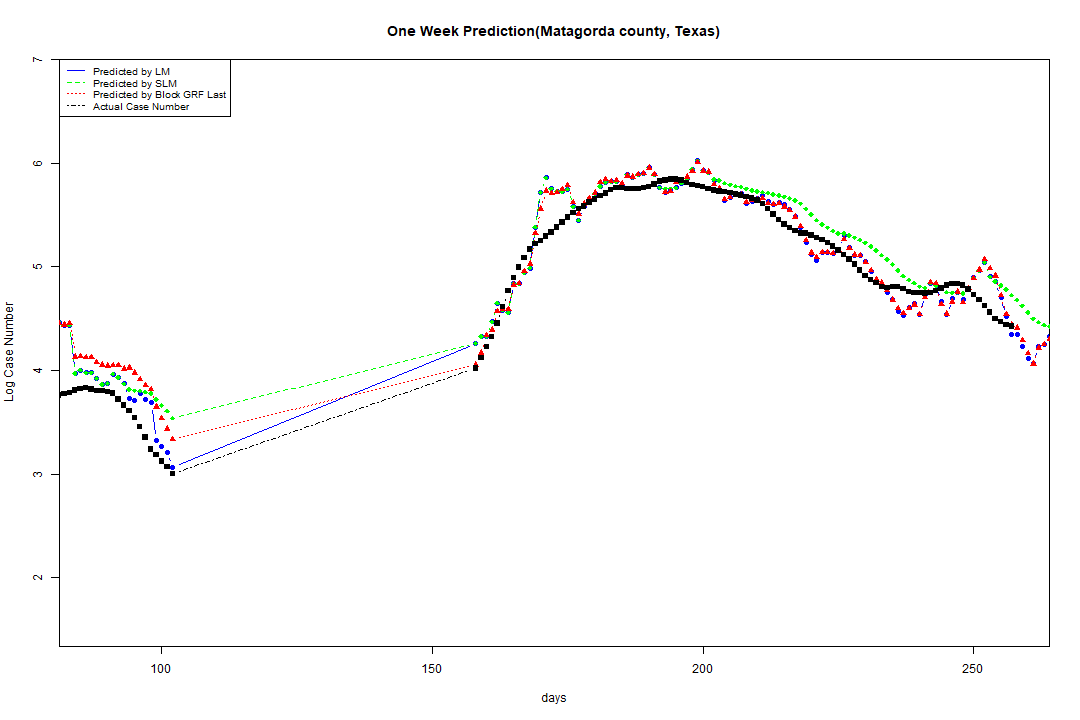 One Week Prediction(Matagorda county, Texas)
Predicted by LM
Predicted by SLM
Predicted by Block GRF Last
Actual Case Number
7
6
5
4
3
2
Log Case Number
100
150
200
250
days